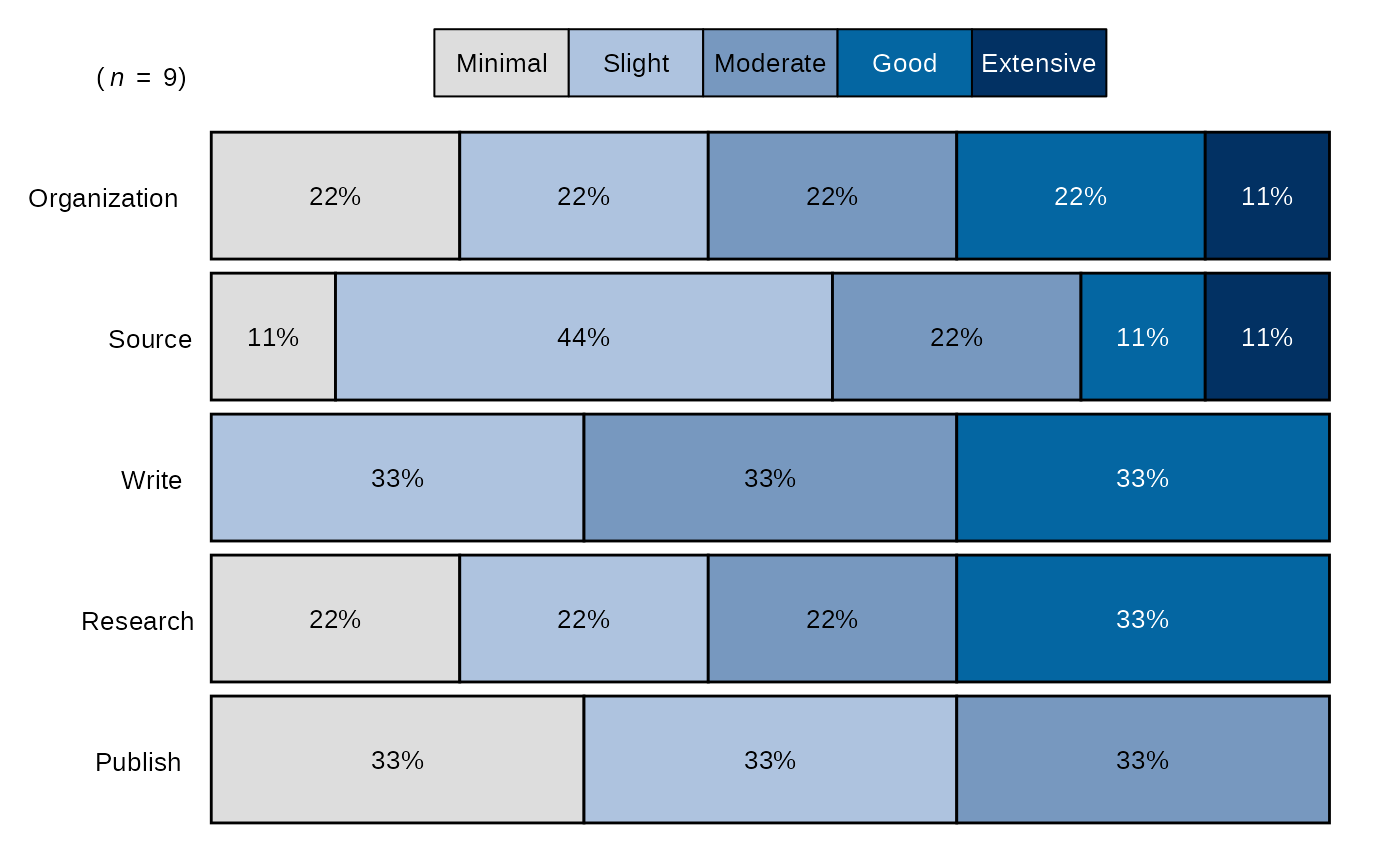 Minimal Slight Moderate Good Extensive
(n = 9)
Organization 22% 22% 22% 22% 11%
Source 11% 44% 22% 11% 11%
Write 33% 33% 33%
Research 22% 22% 22% 33%
Publish 33% 33% 33%